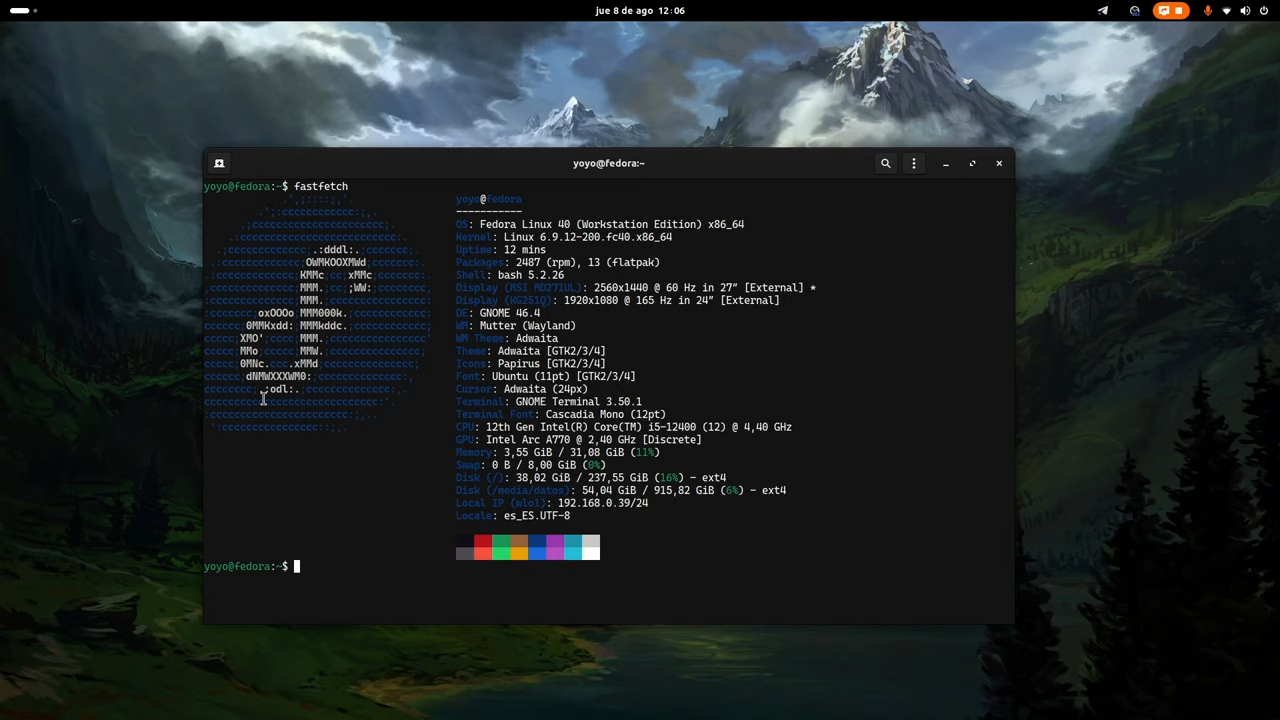 jue 8 de ago 12:06
yoyo@fedora:~
yoyo@fedora:~$ fastfetch
yoyo@fedora
-----------
OS: Fedora Linux 40 (Workstation Edition) x86_64
Kernel: Linux 6.9.12-200.fc40.x86_64
Uptime: 12 mins
Packages: 2487 (rpm), 13 (flatpak)
Shell: bash 5.2.26
Display (MSI MD271UL): 2560x1440 @ 60 Hz in 27″ [External] *
Display (KG251Q): 1920x1080 @ 165 Hz in 24″ [External]
DE: GNOME 46.4
WM: Mutter (Wayland)
WM Theme: Adwaita
Theme: Adwaita [GTK2/3/4]
Icons: Papirus [GTK2/3/4]
Font: Ubuntu (11pt) [GTK2/3/4]
Cursor: Adwaita (24px)
Terminal: GNOME Terminal 3.50.1
Terminal Font: Cascadia Mono (12pt)
CPU: 12th Gen Intel(R) Core(TM) i5-12400 (12) @ 4,40 GHz
GPU: Intel Arc A770 @ 2,40 GHz [Discrete]
Memory: 3,55 GiB / 31,08 GiB (11%)
Swap: 0 B / 8,00 GiB (0%)
Disk (/): 38,02 GiB / 237,55 GiB (16%) - ext4
Disk (/media/datos): 54,04 GiB / 915,82 GiB (6%) - ext4
Local IP (wlo1): 192.168.0.39/24
Locale: es_ES.UTF-8
yoyo@fedora:~$